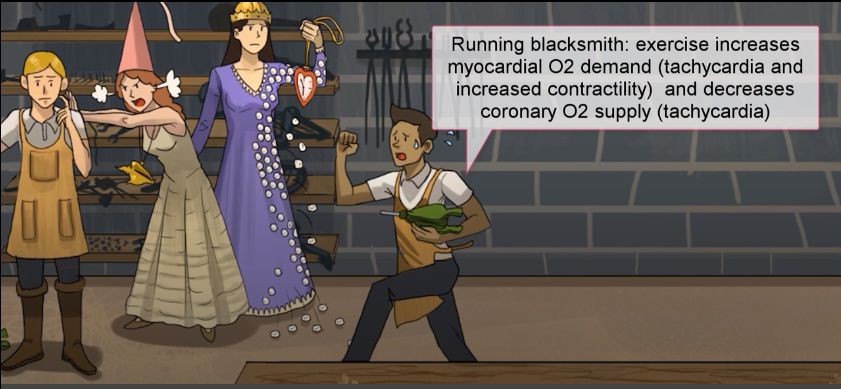 Running blacksmith: exercise increases
myocardial O2 demand (tachycardia and
increased contractility)  and decreases
coronary O2 supply (tachycardia)